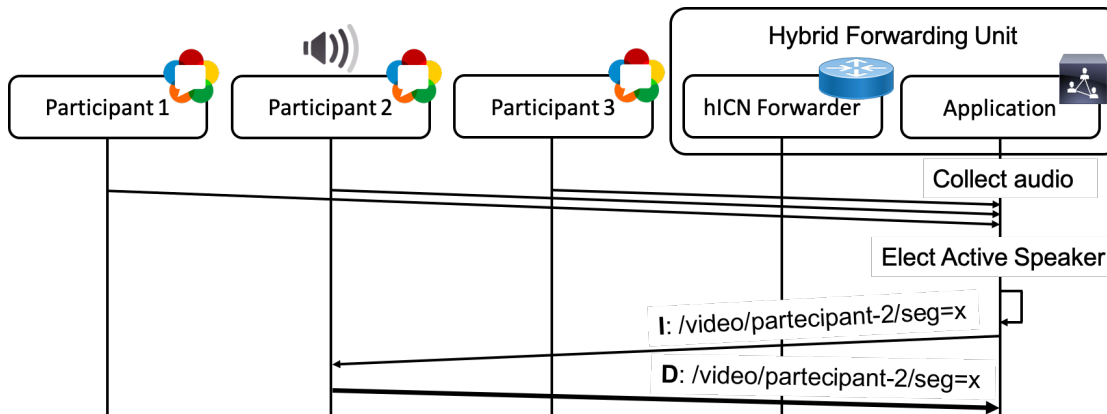 Hybrid Forwarding Unit
Participant 1
Participant 2
Participant 3
hICN Forwarder
Application
Collect audio
Elect Active Speaker
I: /video/partecipant-2/seg=x
D: /video/partecipant-2/seg=x